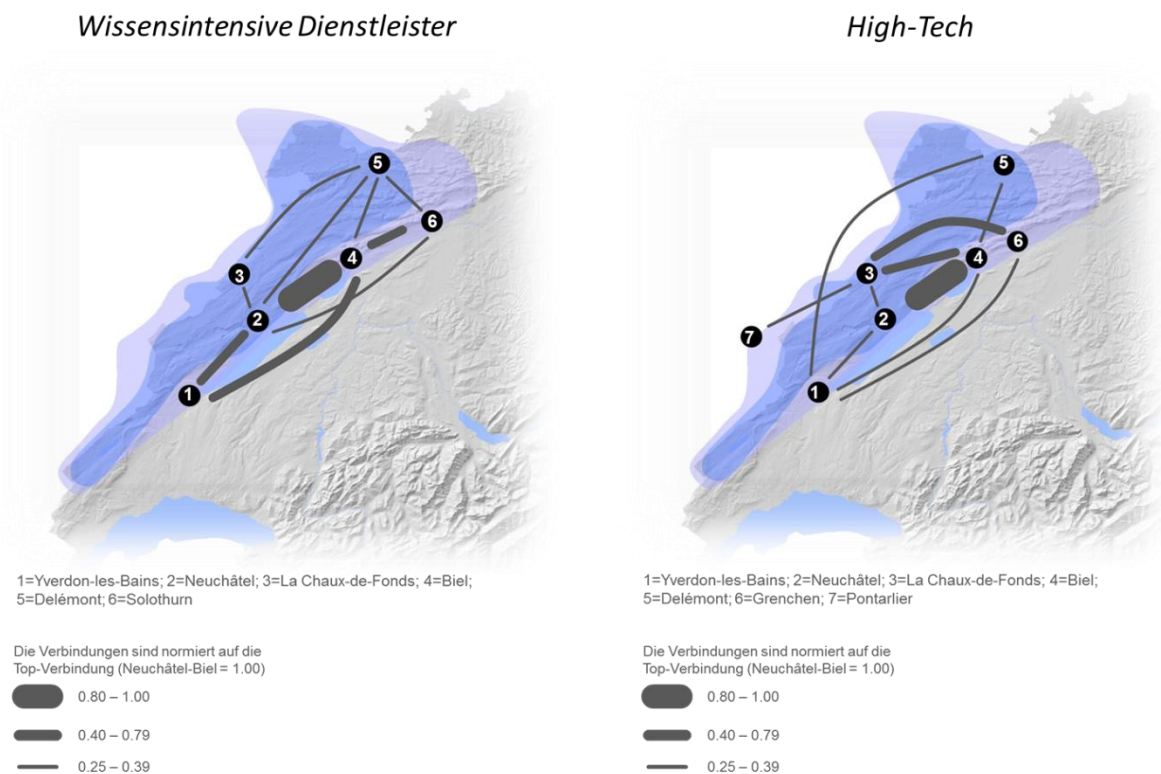 Wissensintensive Dienstleister
5
6
4
3
2
1
1=Yverdon-les-Bains; 2=Neuchâtel; 3=La Chaux-de-Fonds; 4=Biel;
5=Delémont; 6=Solothurn
Die Verbindungen sind normiert auf die
Top-Verbindung (Neuchâtel-Biel = 1.00)
0.80 – 1.00
0.40 – 0.79
0.25 – 0.39
High-Tech
5
6
4
3
2
7
1
1=Yverdon-les-Bains; 2=Neuchâtel; 3=La Chaux-de-Fonds; 4=Biel;
5=Delémont; 6=Grenchen; 7=Pontarlier
Die Verbindungen sind normiert auf die
Top-Verbindung (Neuchâtel-Biel = 1.00)
0.80 – 1.00
0.40 – 0.79
0.25 – 0.39